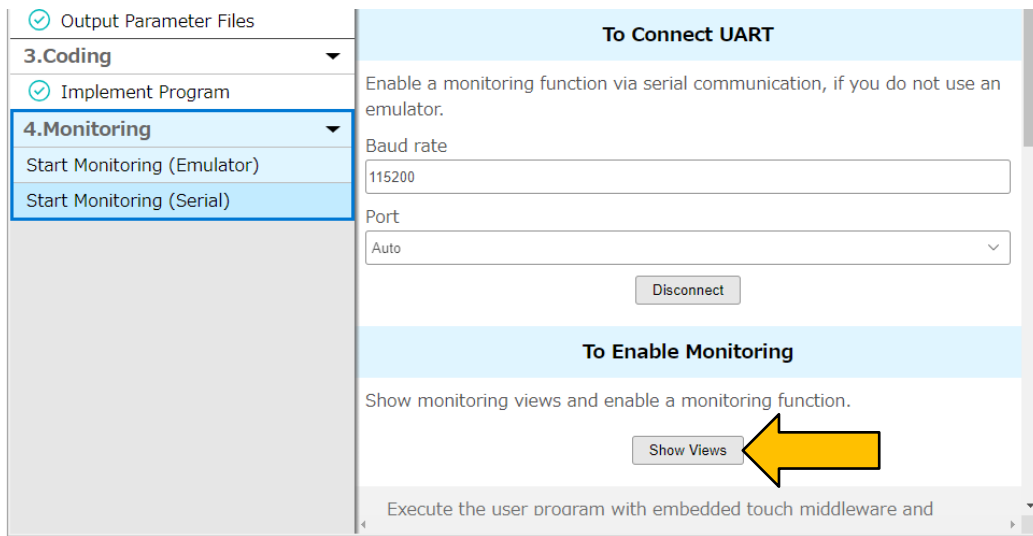 Output Parameter Files
3.Coding
Implement Program
4.Monitoring
Start Monitoring (Emulator)
Start Monitoring (Serial)
To Connect UART
Enable a monitoring function via serial communication, if you do not use an
emulator.
Baud rate
115200
Port
Auto
Disconnect
To Enable Monitoring
Show monitoring views and enable a monitoring function.
Show Views
Execute the user program with embedded touch middleware and